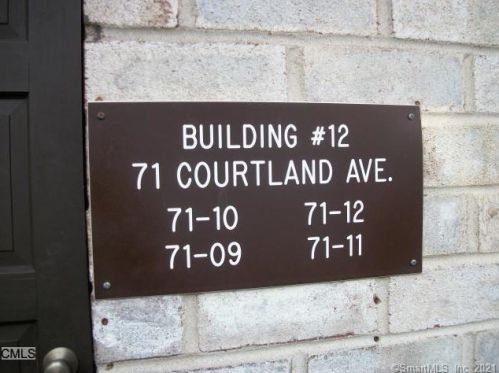 BUILDING #12
71 COURTLAND AVE.
71-10 71-12
71-09 71-11
CMLS
©SmartMLS, Inc 2021